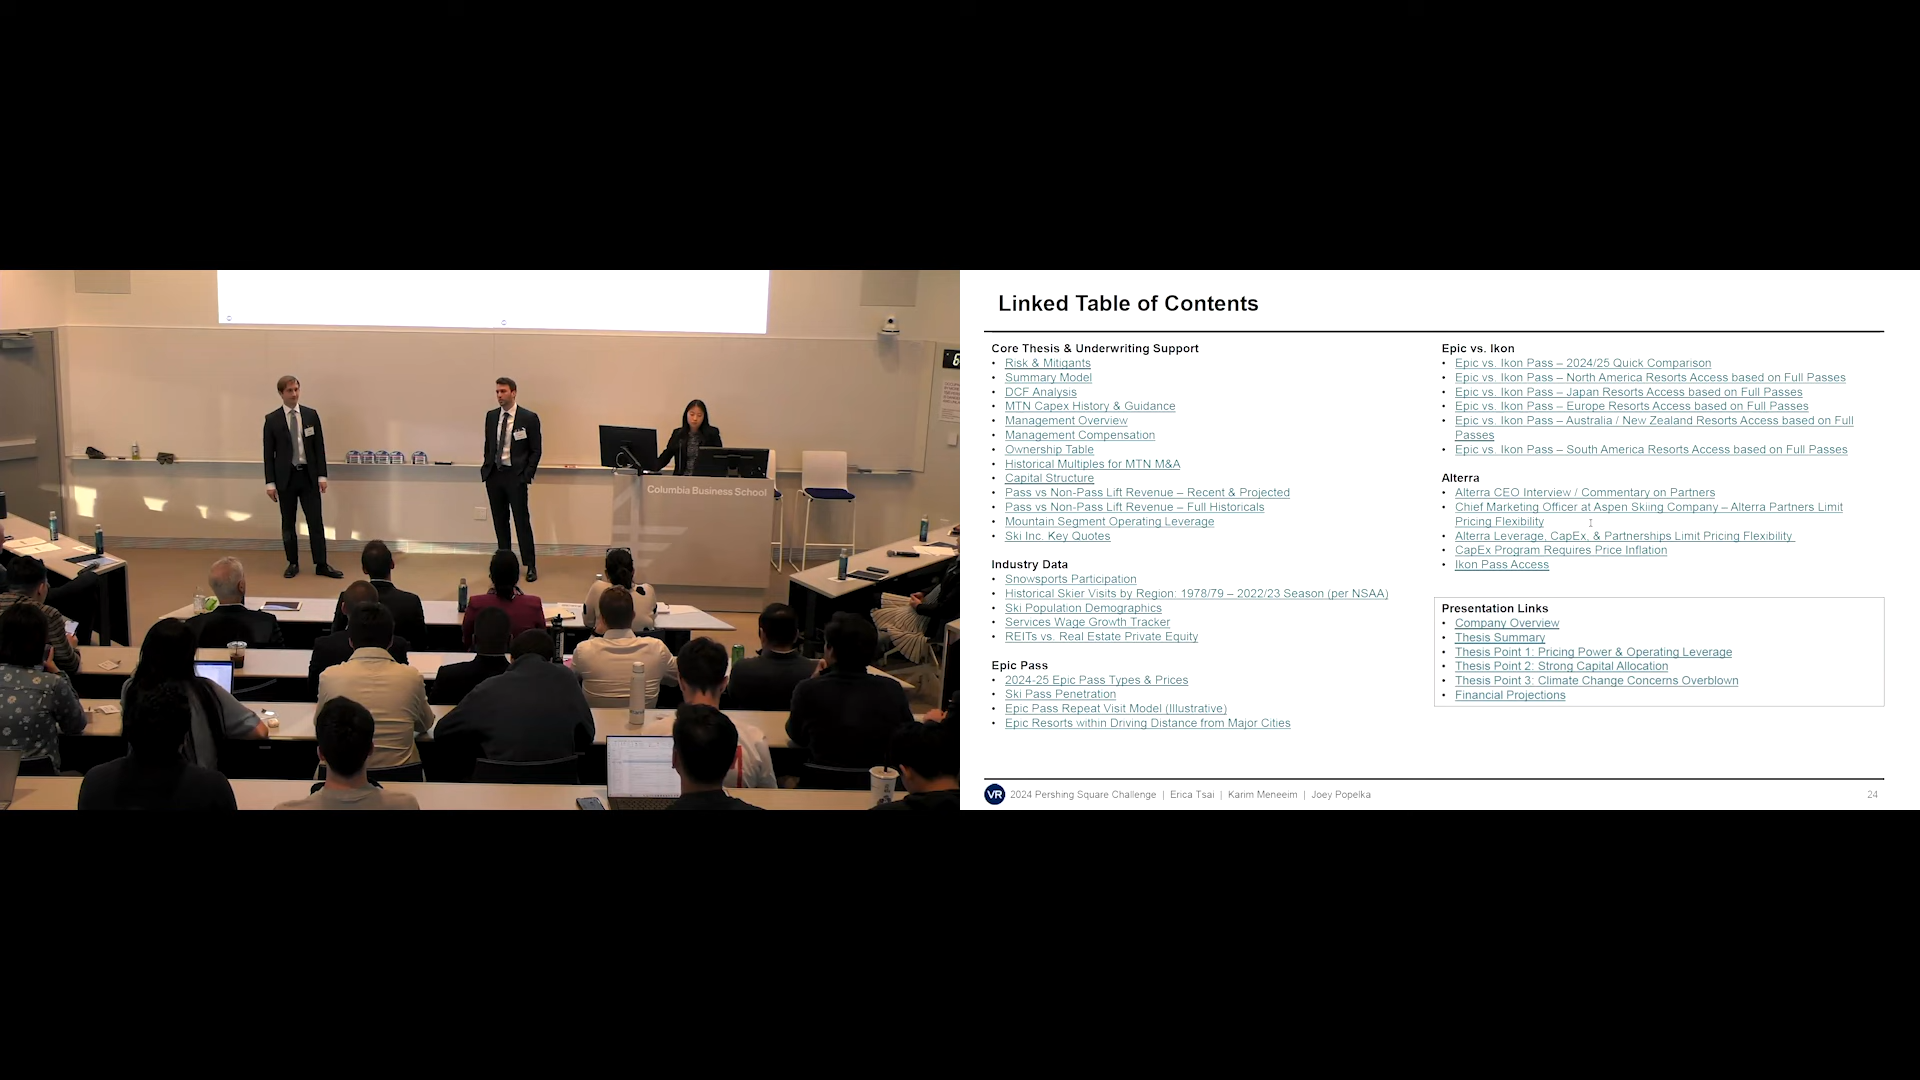 Columbia Business School
6
Linked Table of Contents
Core Thesis & Underwriting Support
• Risk & Mitigants
• Summary Model
• DCF Analysis
• MTN Capex History & Guidance
• Management Overview
• Management Compensation
• Ownership Table
• Historical Multiples for MTN M&A
• Capital Structure
• Pass vs Non-Pass Lift Revenue – Recent & Projected
• Pass vs Non-Pass Lift Revenue – Full Historicals
• Mountain Segment Operating Leverage
• Ski Inc. Key Quotes
Industry Data
• Snowsports Participation
• Historical Skier Visits by Region: 1978/79 – 2022/23 Season (per NSAA)
• Ski Population Demographics
• Services Wage Growth Tracker
• REITs vs. Real Estate Private Equity
Epic Pass
• 2024-25 Epic Pass Types & Prices
• Ski Pass Penetration
• Epic Pass Repeat Visit Model (Illustrative)
• Epic Resorts within Driving Distance from Major Cities
Epic vs. Ikon
• Epic vs. Ikon Pass – 2024/25 Quick Comparison
• Epic vs. Ikon Pass – North America Resorts Access based on Full Passes
• Epic vs. Ikon Pass – Japan Resorts Access based on Full Passes
• Epic vs. Ikon Pass – Europe Resorts Access based on Full Passes
• Epic vs. Ikon Pass – Australia / New Zealand Resorts Access based on Full
Passes
• Epic vs. Ikon Pass – South America Resorts Access based on Full Passes
Alterra
• Alterra CEO Interview / Commentary on Partners
• Chief Marketing Officer at Aspen Skiing Company – Alterra Partners Limit
Pricing Flexibility
• Alterra Leverage, CapEx, & Partnerships Limit Pricing Flexibility
• CapEx Program Requires Price Inflation
• Ikon Pass Access
Presentation Links
• Company Overview
• Thesis Summary
• Thesis Point 1: Pricing Power & Operating Leverage
• Thesis Point 2: Strong Capital Allocation
• Thesis Point 3: Climate Change Concerns Overblown
• Financial Projections
VR 2024 Pershing Square Challenge | Erica Tsai | Karim Meneeim | Joey Popelka
24